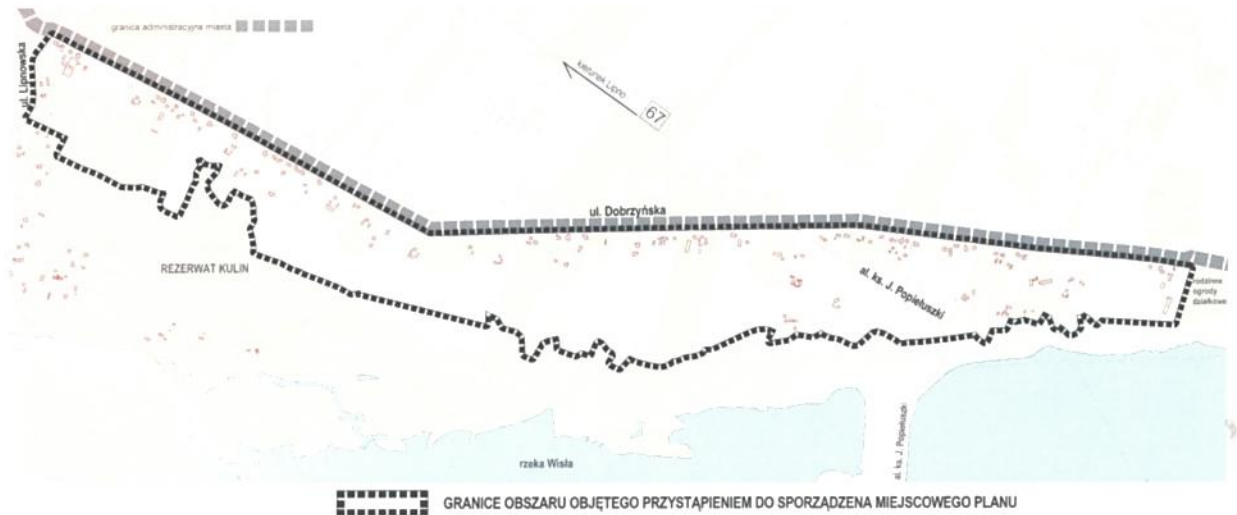 granica administracyjna miasta
ul. Lipnowska
kierunek Lipno
67
ul. Dobrzyńska
REZERWAT KULIN
al. ks. J. Popiełuszki
rodzinne
ogrody
działkowe
al. ks. J. Popiełuszki
rzeka Wisła
GRANICE OBSZARU OBJĘTEGO PRZYSTĄPIENIEM DO SPORZĄDZENA MIEJSCOWEGO PLANU